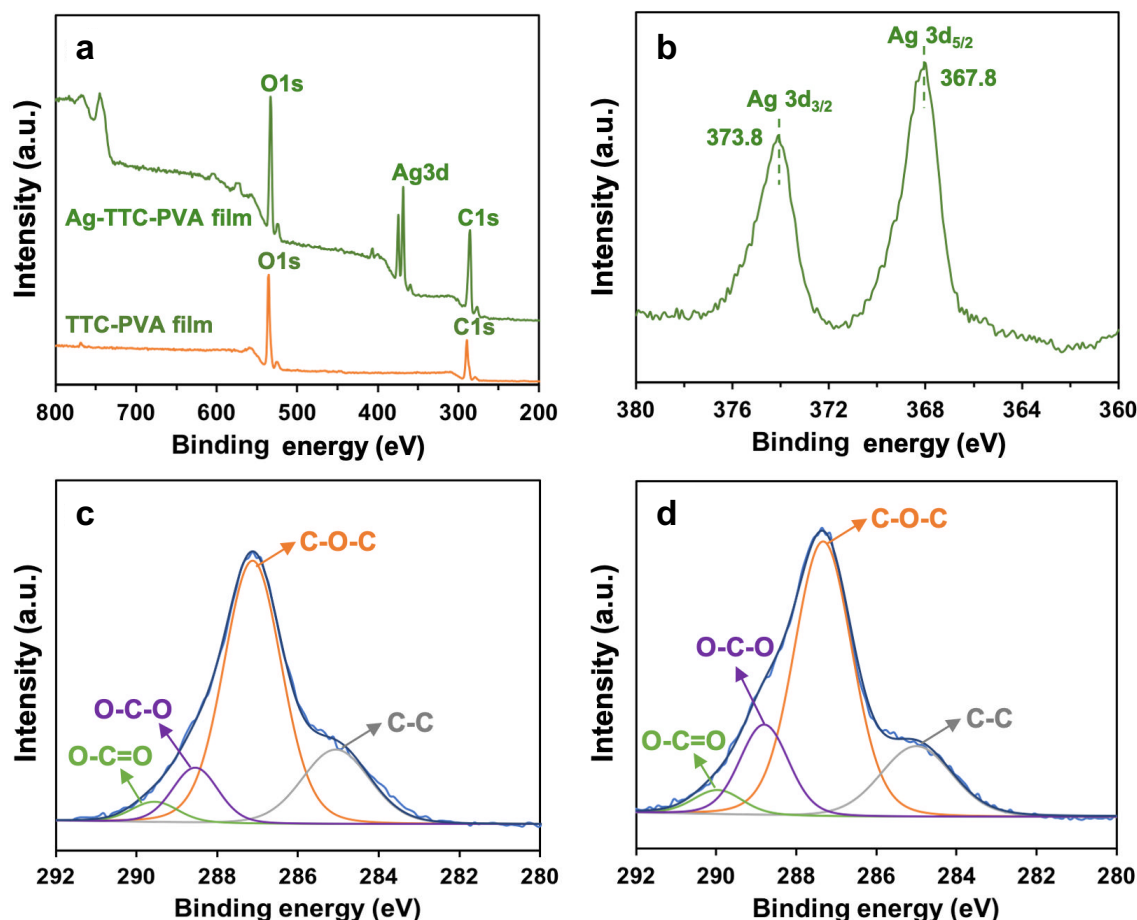 a
O1s
Ag3d
Ag-TTC-PVA film
C1s
O1s
TTC-PVA film
C1s
Intensity (a.u.)
800 700 600 500 400 300 200
Binding energy (eV)
b
Ag 3d5/2
367.8
Ag 3d3/2
373.8
Intensity (a.u.)
380 376 372 368 364 360
Binding energy (eV)
c
C-O-C
O-C-O
C-C
O-C=O
Intensity (a.u.)
292 290 288 286 284 282 280
Binding energy (eV)
d
C-O-C
O-C-O
C-C
O-C=O
Intensity (a.u.)
292 290 288 286 284 282 280
Binding energy (eV)